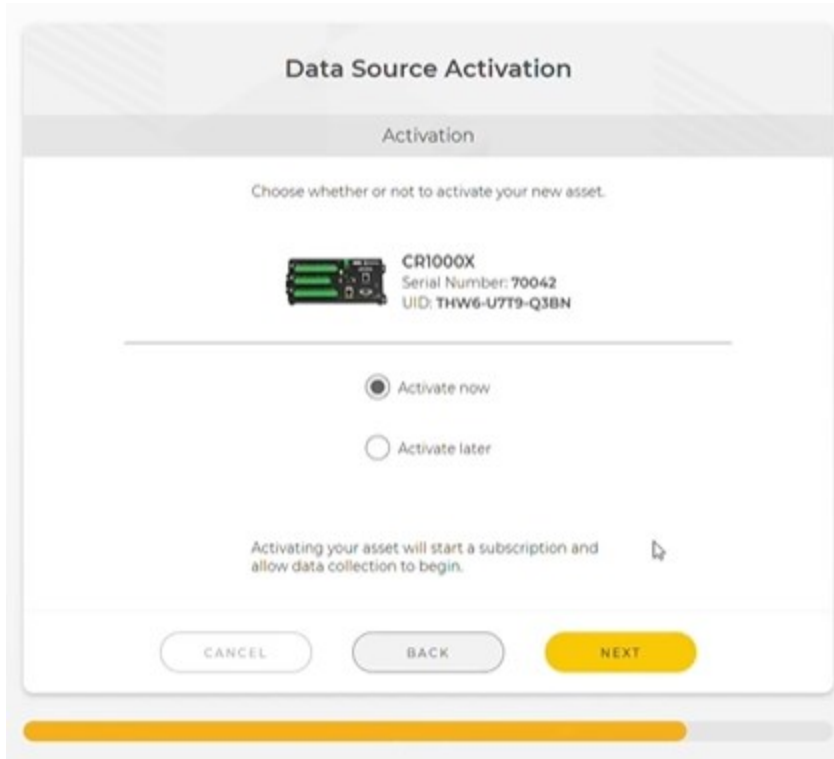 Data Source Activation
Activation
Choose whether or not to activate your new asset.
CR1000X
Serial Number: 70042
UID: THW6-U7T9-Q3BN
Activate now
Activate later
Activating your asset will start a subscription and
allow data collection to begin.
CANCEL
BACK
NEXT